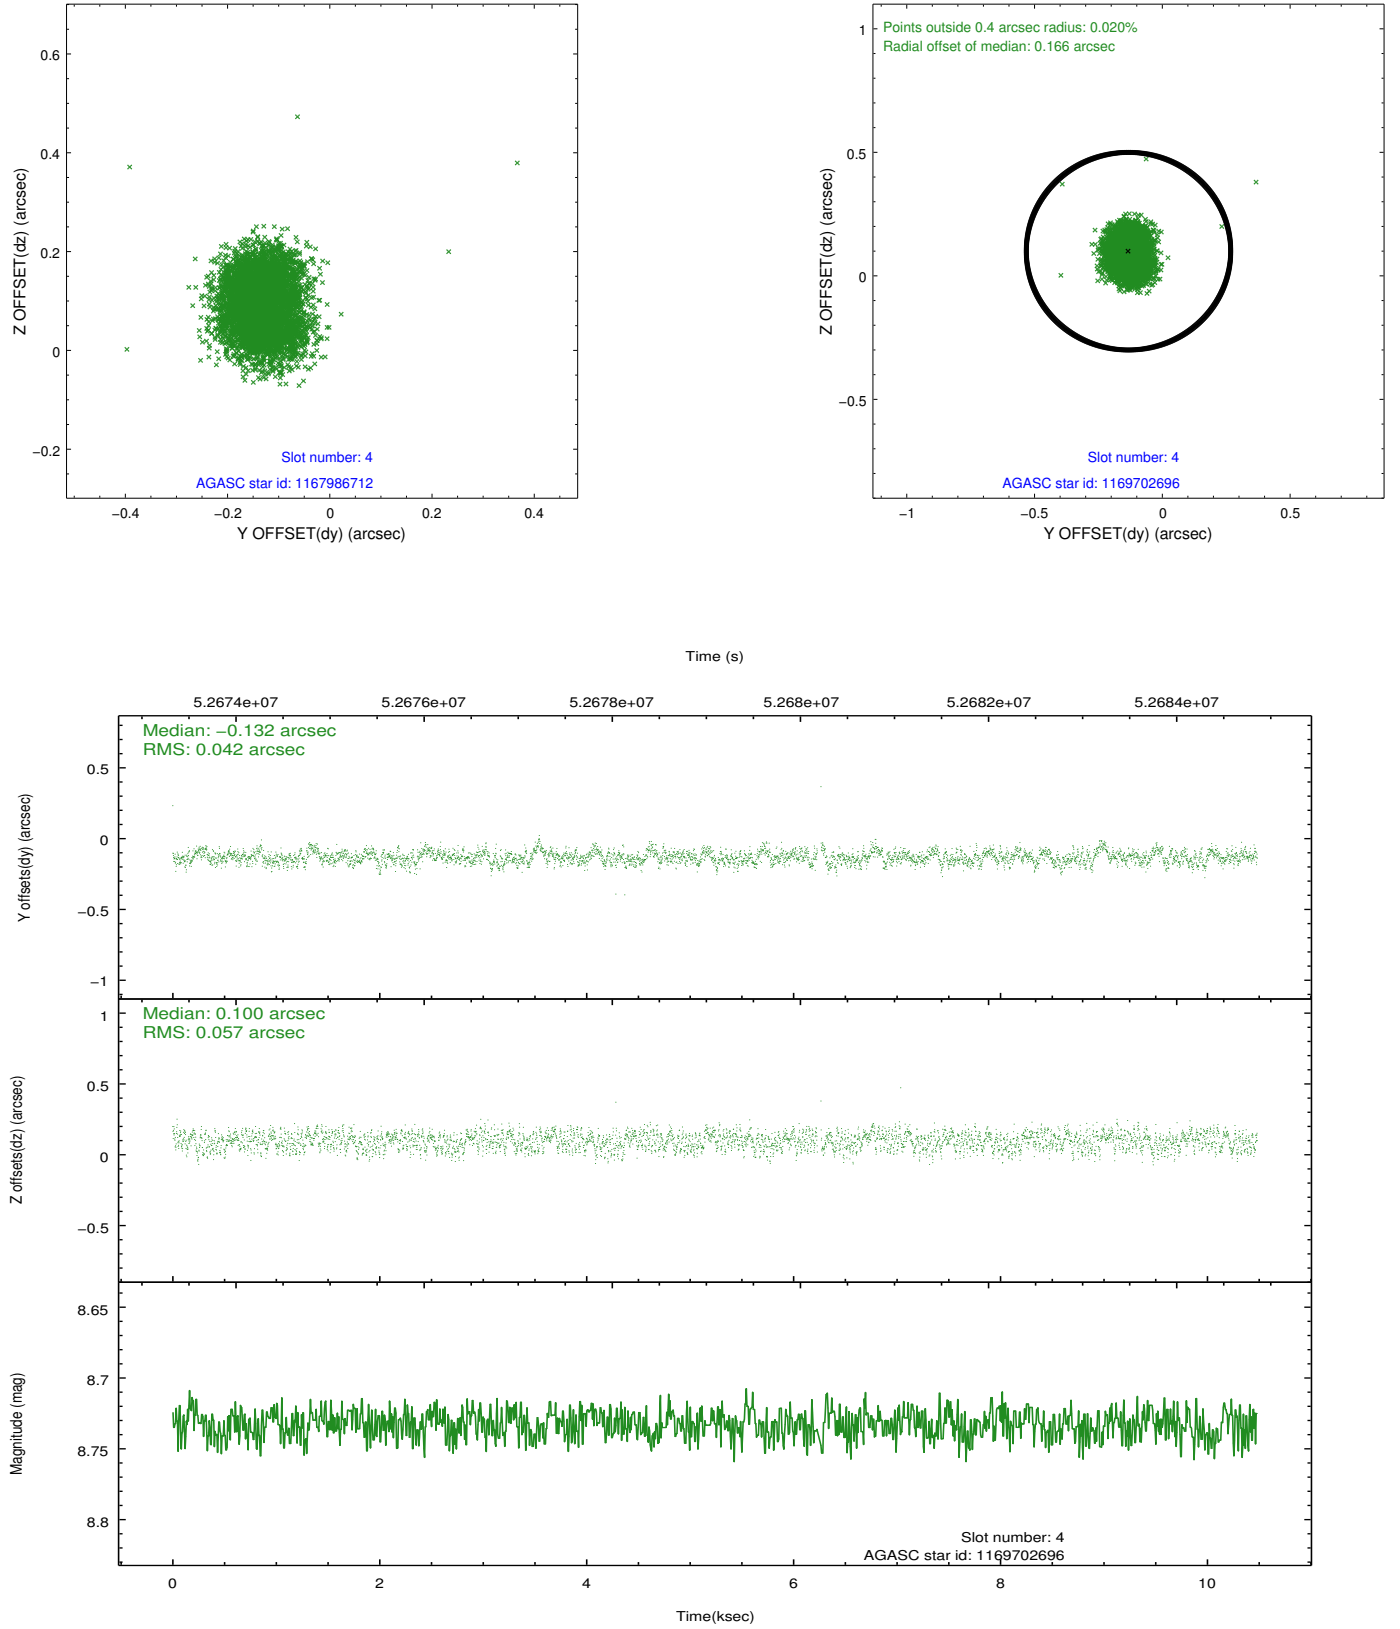 0.6
0.4
0.2
0
−0.2
Z OFFSET(dz) (arcsec)
Slot number: 4
AGASC star id: 1167986712
−0.4 −0.2 0 0.2 0.4
Y OFFSET(dy) (arcsec)
Points outside 0.4 arcsec radius: 0.020%
Radial offset of median: 0.166 arcsec
1
0.5
0
−0.5
Z OFFSET(dz) (arcsec)
Slot number: 4
AGASC star id: 1169702696
−1 −0.5 0 0.5
Y OFFSET(dy) (arcsec)
Time (s)
5.2674e+07 5.2676e+07 5.2678e+07 5.268e+07 5.2682e+07 5.2684e+07
Median: −0.132 arcsec
RMS: 0.042 arcsec
0.5
0
−0.5
−1
Y offsets(dy) (arcsec)
Median: 0.100 arcsec
RMS: 0.057 arcsec
1
0.5
0
−0.5
Z offsets(dz) (arcsec)
8.65
8.7
8.75
8.8
Magnitude (mag)
Slot number: 4
AGASC star id: 1169702696
0 2 4 6 8 10
Time(ksec)